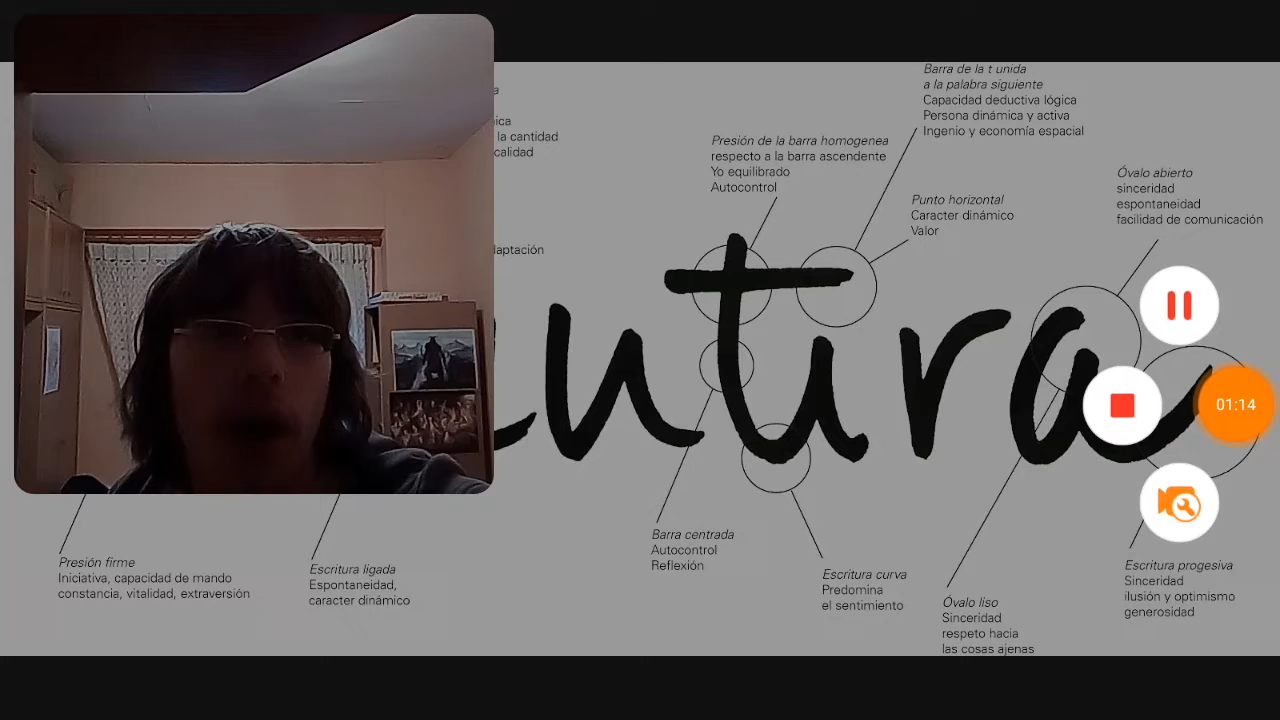 a
ica
la cantidad
calidad
daptación
Presión de la barra homogenea
respecto a la barra ascendente
Yo equilibrado
Autocontrol
Barra de la t unida
a la palabra siguiente
Capacidad deductiva lógica
Persona dinámica y activa
Ingenio y economía espacial
Punto horizontal
Caracter dinámico
Valor
Óvalo abierto
sinceridad
espontaneidad
facilidad de comunicación
01:14
Presión firme
Iniciativa, capacidad de mando
constancia, vitalidad, extraversión
Escritura ligada
Espontaneidad,
caracter dinámico
Barra centrada
Autocontrol
Reflexión
Escritura curva
Predomina
el sentimiento
Óvalo liso
Sinceridad
respeto hacia
las cosas ajenas
Escritura progesiva
Sinceridad
ilusión y optimismo
generosidad